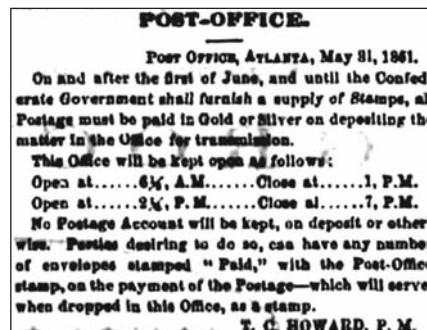 POST-OFFICE.
POST OFFICE, ATLANTA, May 31, 1861.
On and after the first of June, and until the Confed
erate Government shall furnish a supply of Stamps, al
Postage must be paid in Gold or Silver on depositing the
matter in the Office for transmission.
This Office will be kept open as follows:
Open at......6½, A.M......Close at......1, P.M.
Open at......2½, P.M......Close al......7, P.M.
No Postage Account will be kept, on deposit or other
wise. Parties desiring to do so, can have any number
of envelopes stamped "Paid," with the Post-Office
stamp, on the payment of the Postage—which will serve
when dropped in this Office, as a stamp.
T. C. HOWARD, P. M.